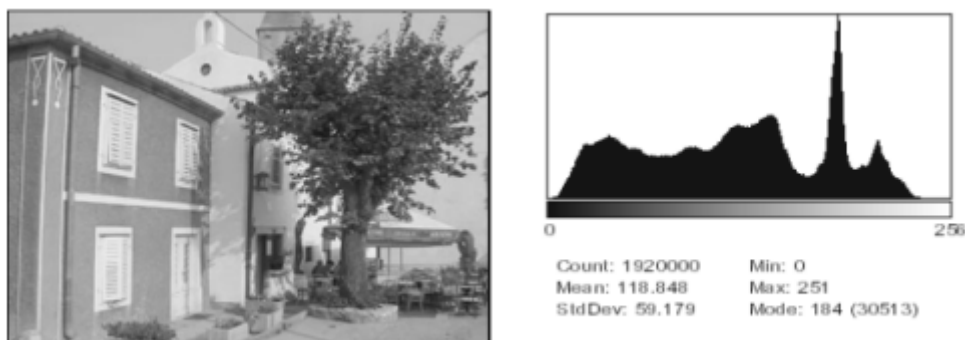 0
256
Count: 1920000
Min: 0
Mean: 118.848
Max: 251
StdDev: 59.179
Mode: 184 (30513)